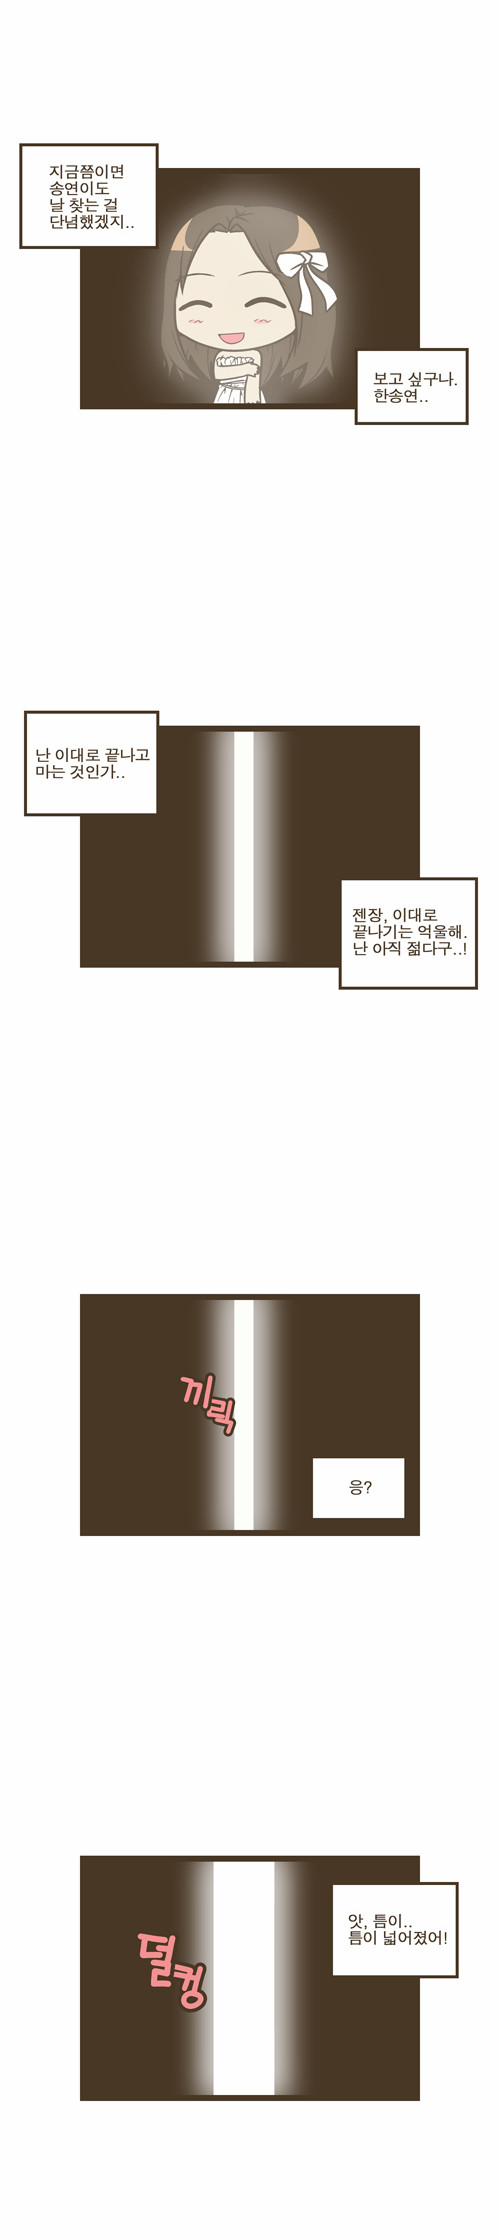 지금쯤이면
송연이도
날 찾는 걸
단념했겠지..
보고 싶구나.
한송연..
난 이대로 끝나고
마는 것인가..
젠장, 이대로
끝나기는 억울해.
난 아직 젊다구..!
끼릭
응?
덜컹
앗, 틈이..
틈이 넓어졌어!